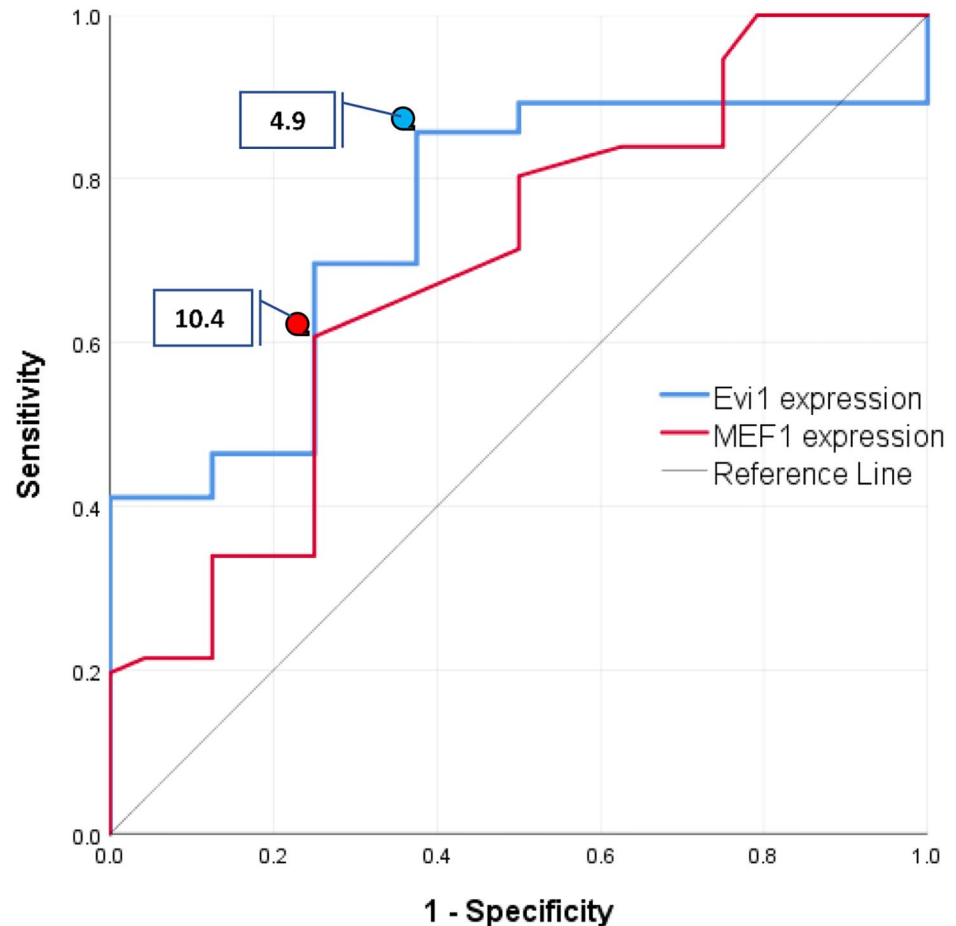 1.0
4.9
0.8
10.4
0.6
Sensitivity
Evi1 expression
MEF1 expression
Reference Line
0.4
0.2
0.0
0.0 0.2 0.4 0.6 0.8 1.0
1 - Specificity